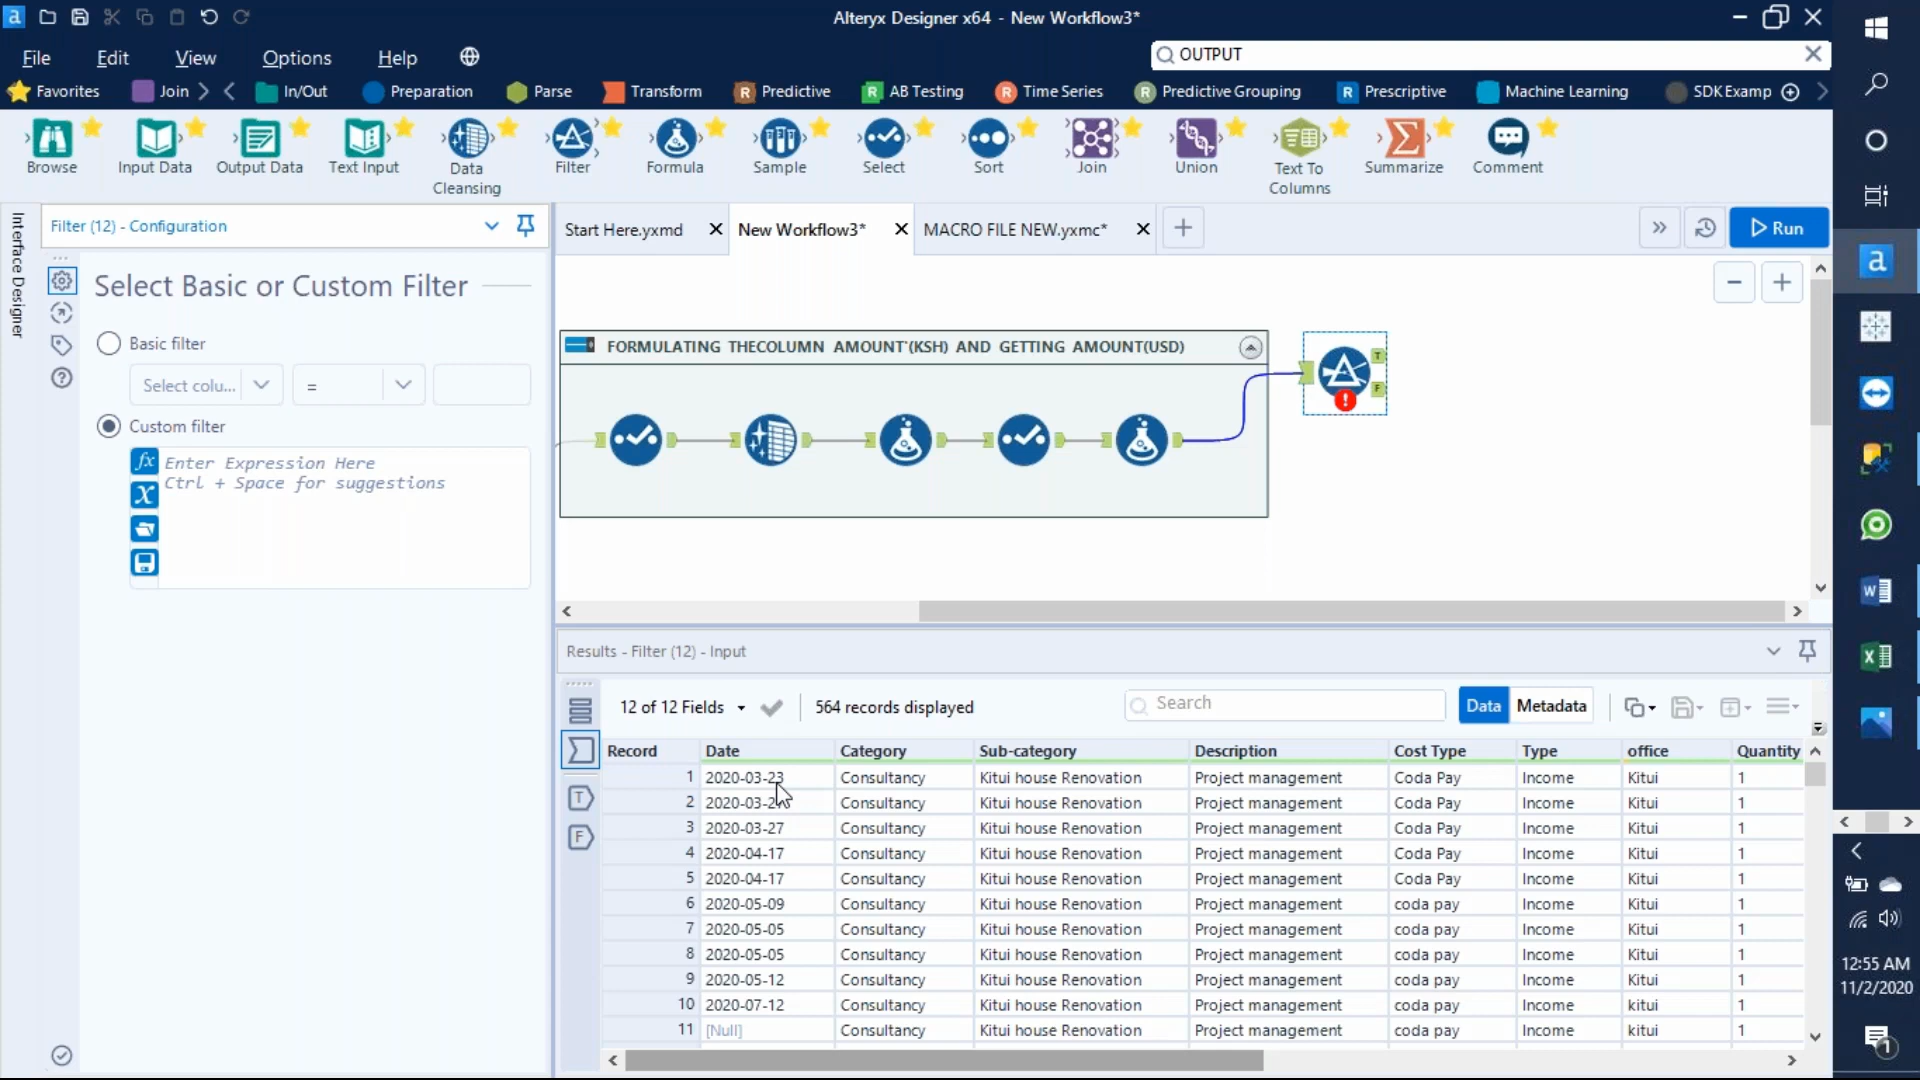 Alteryx Designer x64 - New Workflow3*
File Edit View Options Help
OUTPUT
Favorites Join In/Out Preparation Parse Transform Predictive AB Testing Time Series Predictive Grouping Prescriptive Machine Learning SDK Examp
Browse Input Data Output Data Text Input Data Cleansing Filter Formula Sample Select Sort Join Union Text To Columns Summarize Comment
Interface Designer
Filter (12) - Configuration
Start Here.yxmd New Workflow3* MACRO FILE NEW.yxmc* Run
Select Basic or Custom Filter
Basic filter
Select colu... =
Custom filter
Enter Expression Here
Ctrl + Space for suggestions
FORMULATING THECOLUMN AMOUNT'(KSH) AND GETTING AMOUNT(USD)
T
F
Results - Filter (12) - Input
12 of 12 Fields 564 records displayed Search Data Metadata
Record Date Category Sub-category Description Cost Type Type office Quantity
1 2020-03-23 Consultancy Kitui house Renovation Project management Coda Pay Income Kitui 1
2 2020-03-2 Consultancy Kitui house Renovation Project management Coda Pay Income Kitui 1
3 2020-03-27 Consultancy Kitui house Renovation Project management Coda Pay Income Kitui 1
4 2020-04-17 Consultancy Kitui house Renovation Project management Coda Pay Income Kitui 1
5 2020-04-17 Consultancy Kitui house Renovation Project management Coda Pay Income Kitui 1
6 2020-05-09 Consultancy Kitui house Renovation Project management coda pay Income Kitui 1
7 2020-05-05 Consultancy Kitui house Renovation Project management coda pay Income Kitui 1
8 2020-05-05 Consultancy Kitui house Renovation Project management coda pay Income Kitui 1
9 2020-05-12 Consultancy Kitui house Renovation Project management coda pay Income Kitui 1
10 2020-07-12 Consultancy Kitui house Renovation Project management coda pay Income kitui 1
11 [Null] Consultancy Kitui house Renovation Project management coda pay Income kitui 1
T
F
12:55 AM
11/2/2020
1